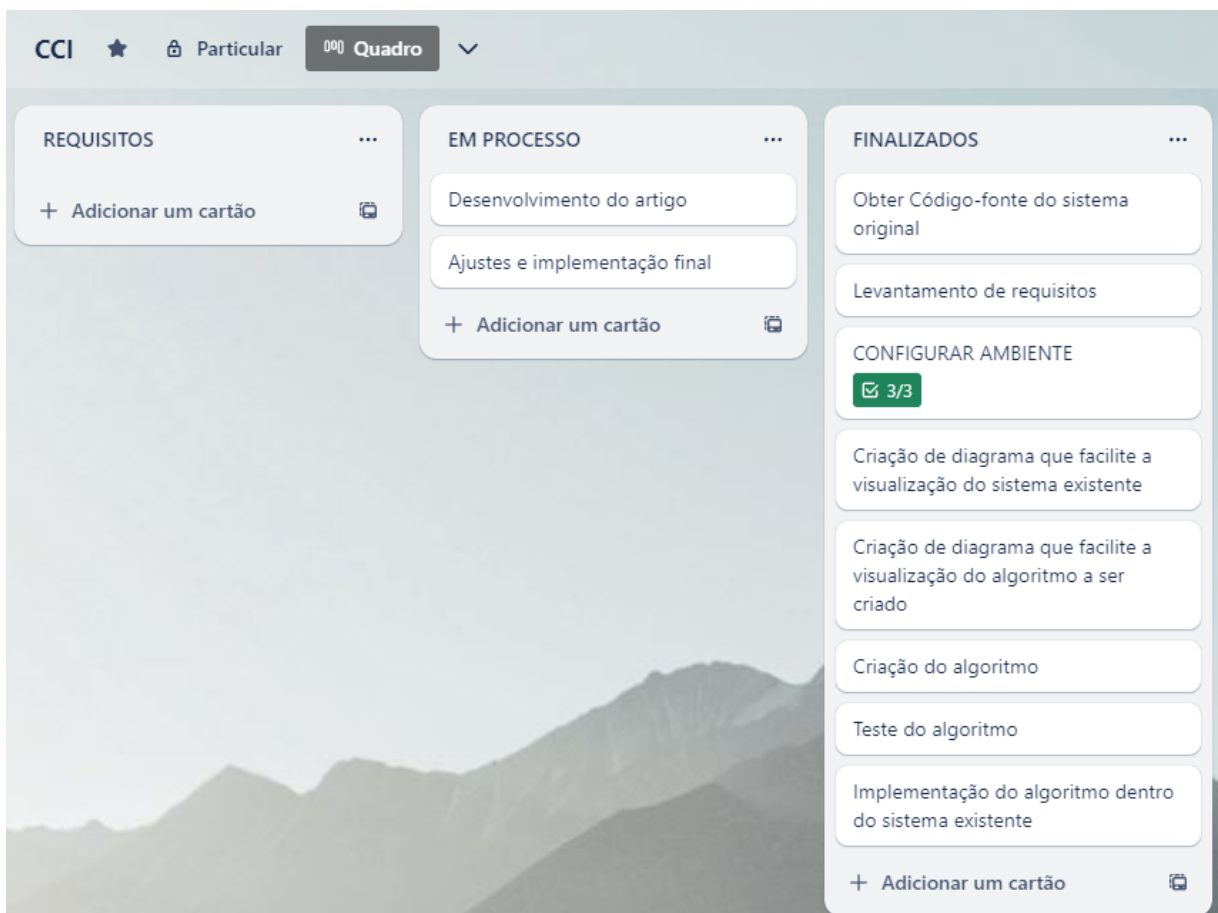 CCI Particular Quadro
REQUISITOS
+ Adicionar um cartão
EM PROCESSO
Desenvolvimento do artigo
Ajustes e implementação final
+ Adicionar um cartão
FINALIZADOS
Obter Código-fonte do sistema
original
Levantamento de requisitos
CONFIGURAR AMBIENTE
3/3
Criação de diagrama que facilite a
visualização do sistema existente
Criação de diagrama que facilite a
visualização do algoritmo a ser
criado
Criação do algoritmo
Teste do algoritmo
Implementação do algoritmo dentro
do sistema existente
+ Adicionar um cartão